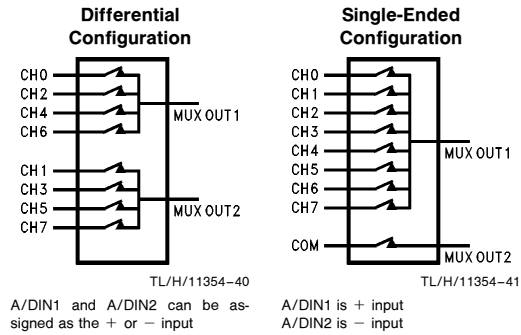 Differential
Configuration
CH0
CH2
CH4
CH6
MUX OUT1
CH1
CH3
CH5
CH7
MUX OUT2
TL/H/11354–40
A/DIN1 and A/DIN2 can be as-
signed as the + or − input
Single-Ended
Configuration
CH0
CH1
CH2
CH3
CH4
CH5
CH6
CH7
MUX OUT1
COM
MUX OUT2
TL/H/11354–41
A/DIN1 is + input
A/DIN2 is − input